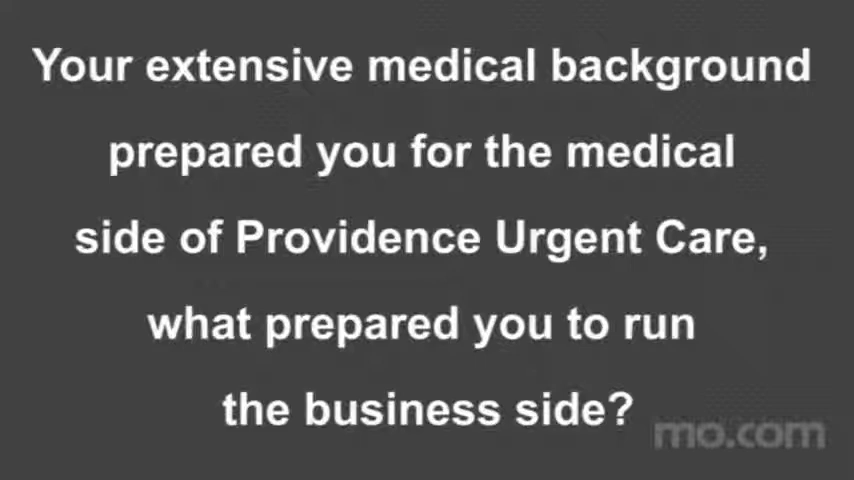 Your extensive medical background
prepared you for the medical
side of Providence Urgent Care,
what prepared you to run
the business side?
mo.com